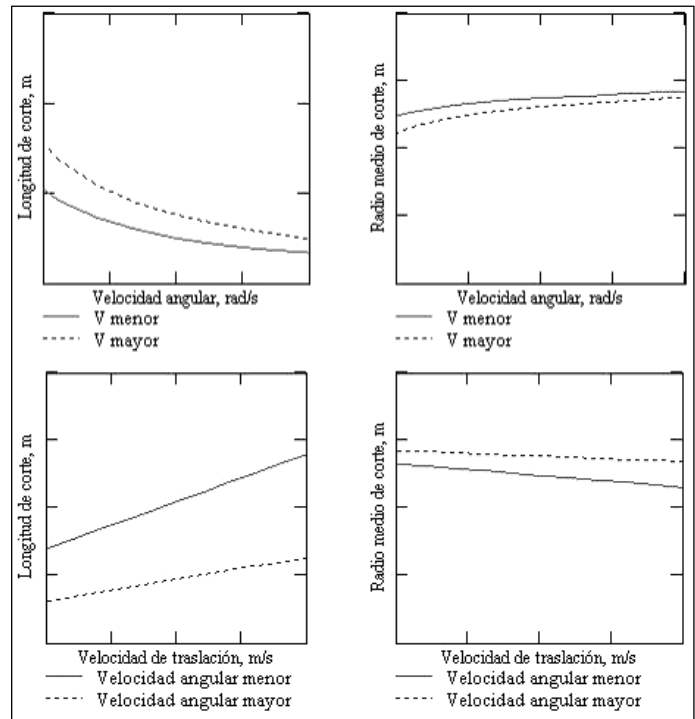 Longitud de corte, m
Velocidad angular, rad/s
V menor
V mayor
Radio medio de corte, m
Velocidad angular, rad/s
V menor
V mayor
Longitud de corte, m
Velocidad de traslación, m/s
Velocidad angular menor
Velocidad angular mayor
Radio medio de corte, m
Velocidad de traslación, m/s
Velocidad angular menor
Velocidad angular mayor